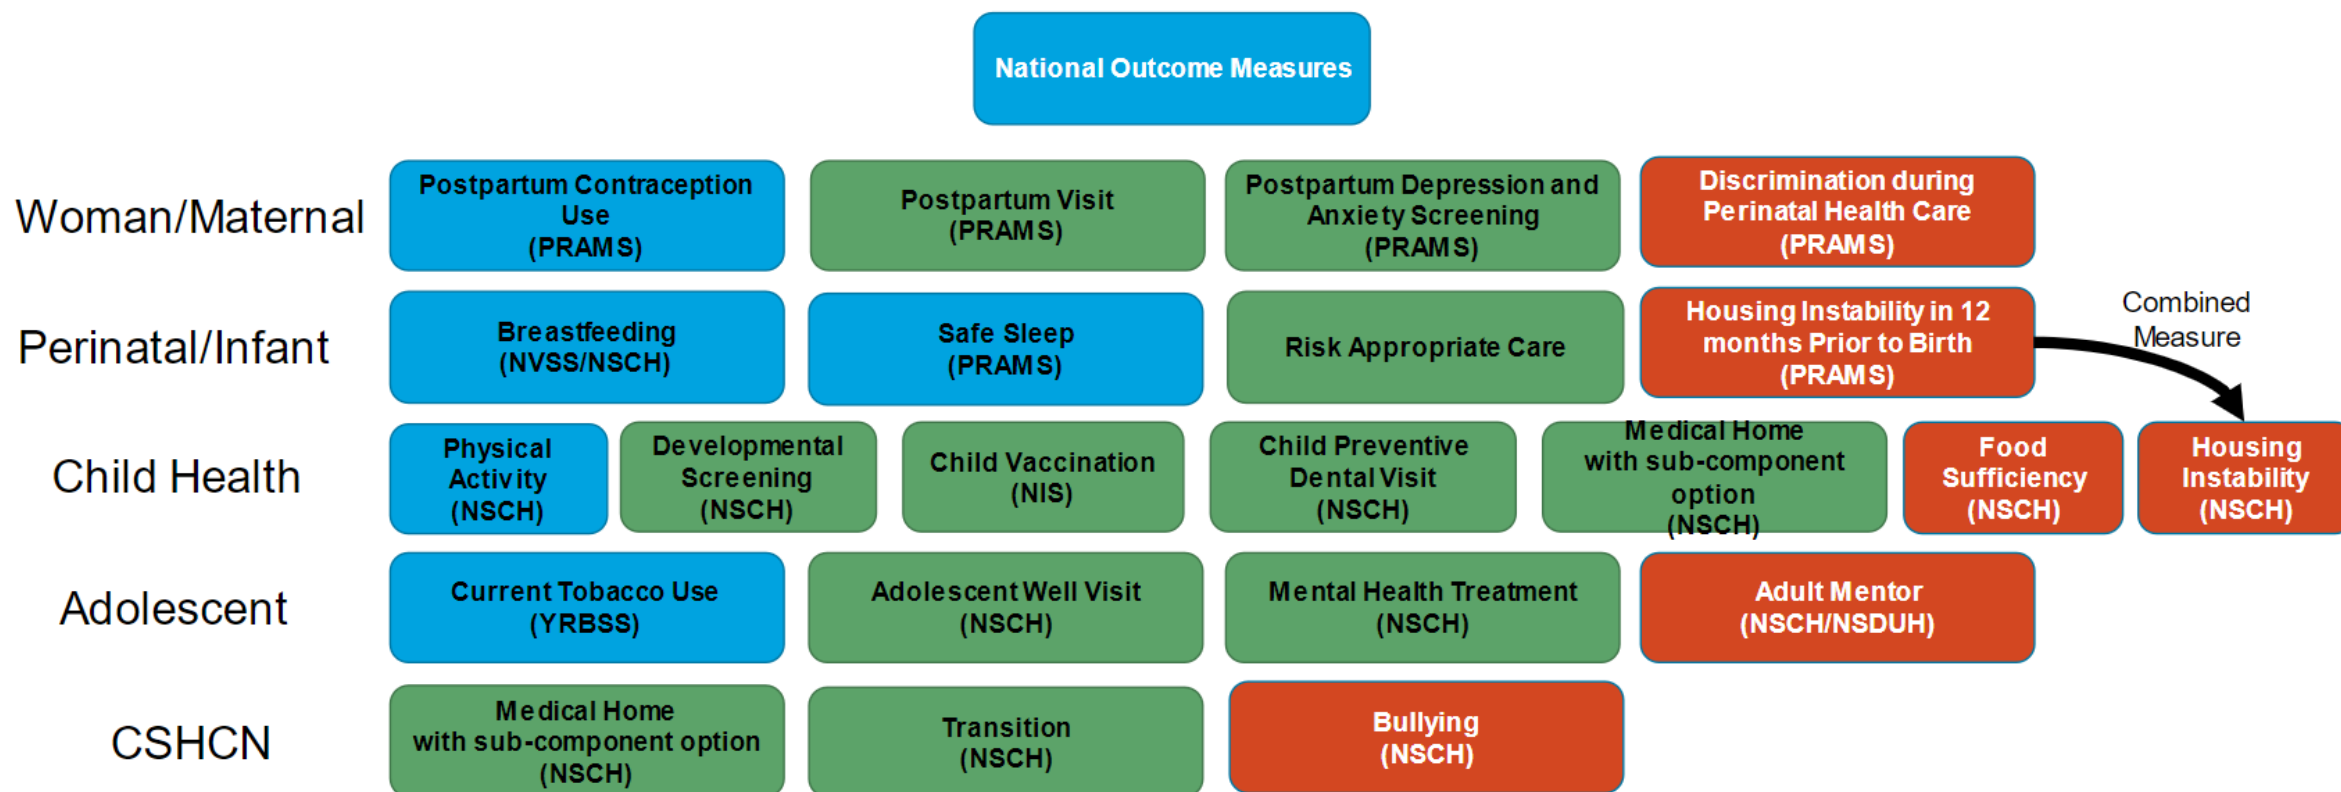 National Outcome Measures
Woman/Maternal
Postpartum Contraception
Use
(PRAMS)
Postpartum Visit
(PRAMS)
Postpartum Depression and
Anxiety Screening
(PRAMS)
Discrimination during
Perinatal Health Care
(PRAMS)
Perinatal/Infant
Breastfeeding
(NVSS/NSCH)
Safe Sleep
(PRAMS)
Risk Appropriate Care
Housing Instability in 12
months Prior to Birth
(PRAMS)
Combined
Measure
Child Health
Physical
Activity
(NSCH)
Developmental
Screening
(NSCH)
Child Vaccination
(NIS)
Child Preventive
Dental Visit
(NSCH)
Medical Home
with sub-component
option
(NSCH)
Food
Sufficiency
(NSCH)
Housing
Instability
(NSCH)
Adolescent
Current Tobacco Use
(YRBSS)
Adolescent Well Visit
(NSCH)
Mental Health Treatment
(NSCH)
Adult Mentor
(NSCH/NSDUH)
CSHCN
Medical Home
with sub-component option
(NSCH)
Transition
(NSCH)
Bullying
(NSCH)